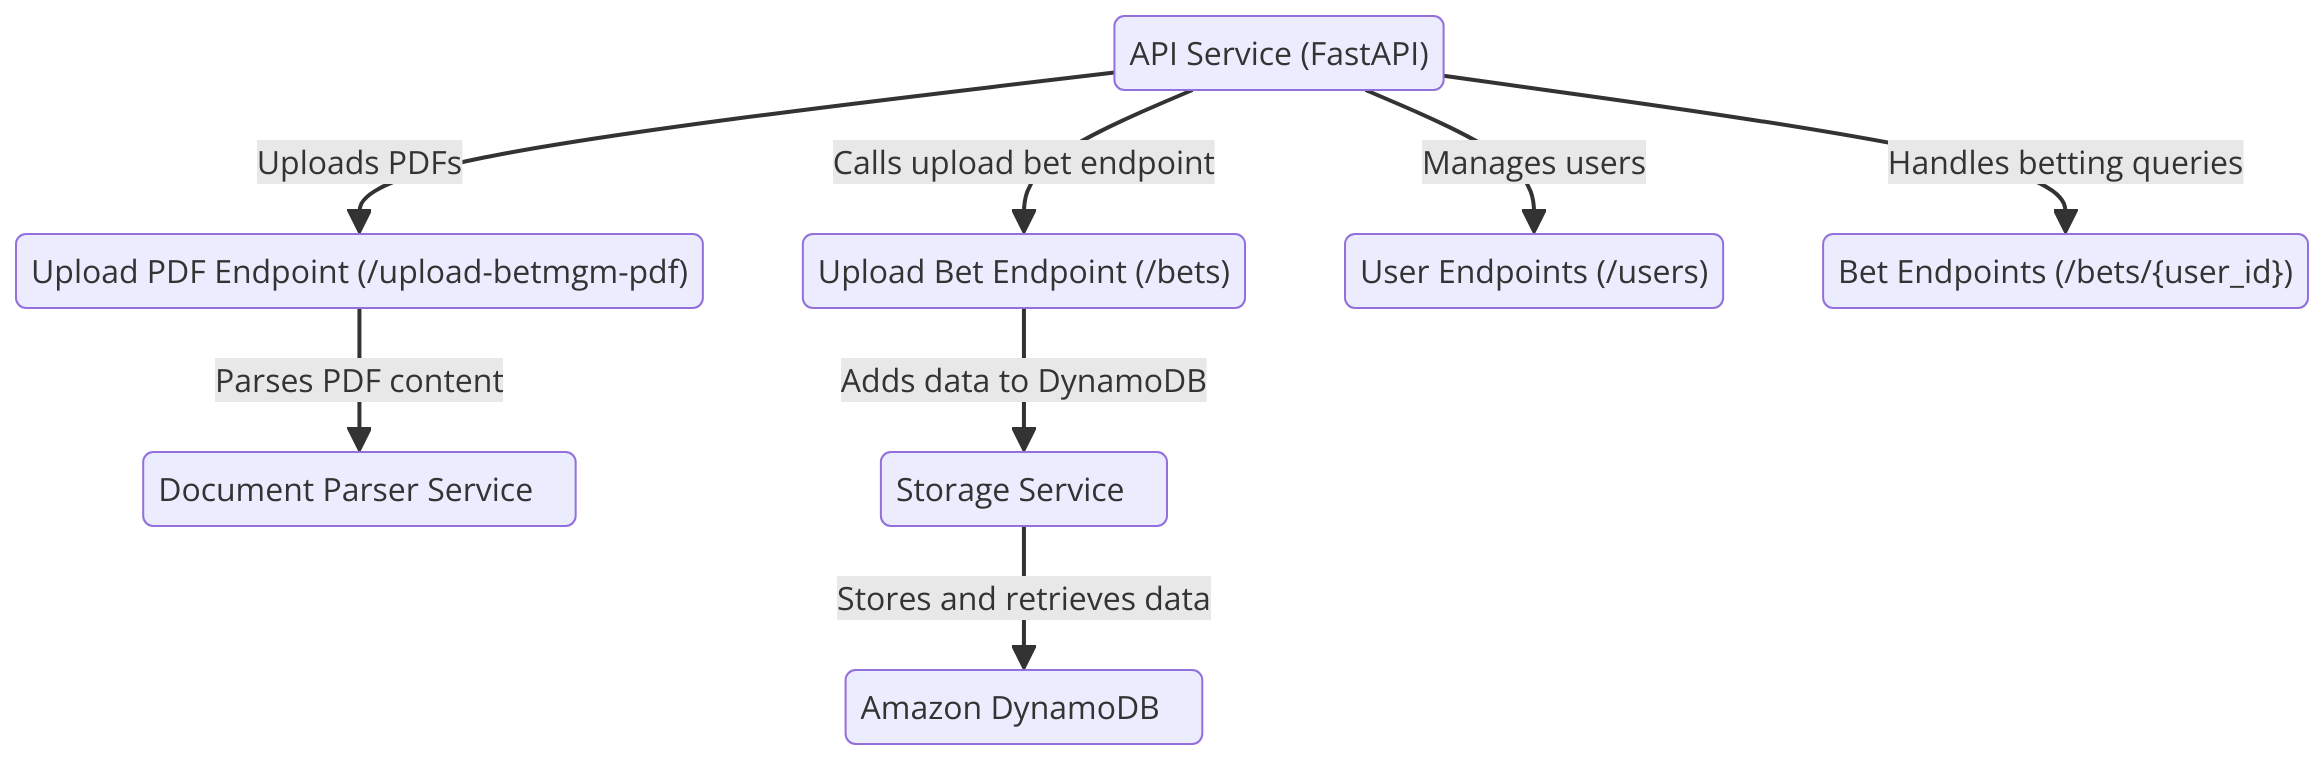 API Service (FastAPI)
Uploads PDFs
Calls upload bet endpoint
Manages users
Handles betting queries
Upload PDF Endpoint (/upload-betmgm-pdf)
Upload Bet Endpoint (/bets)
User Endpoints (/users)
Bet Endpoints (/bets/{user_id})
Parses PDF content
Adds data to DynamoDB
Document Parser Service
Storage Service
Stores and retrieves data
Amazon DynamoDB